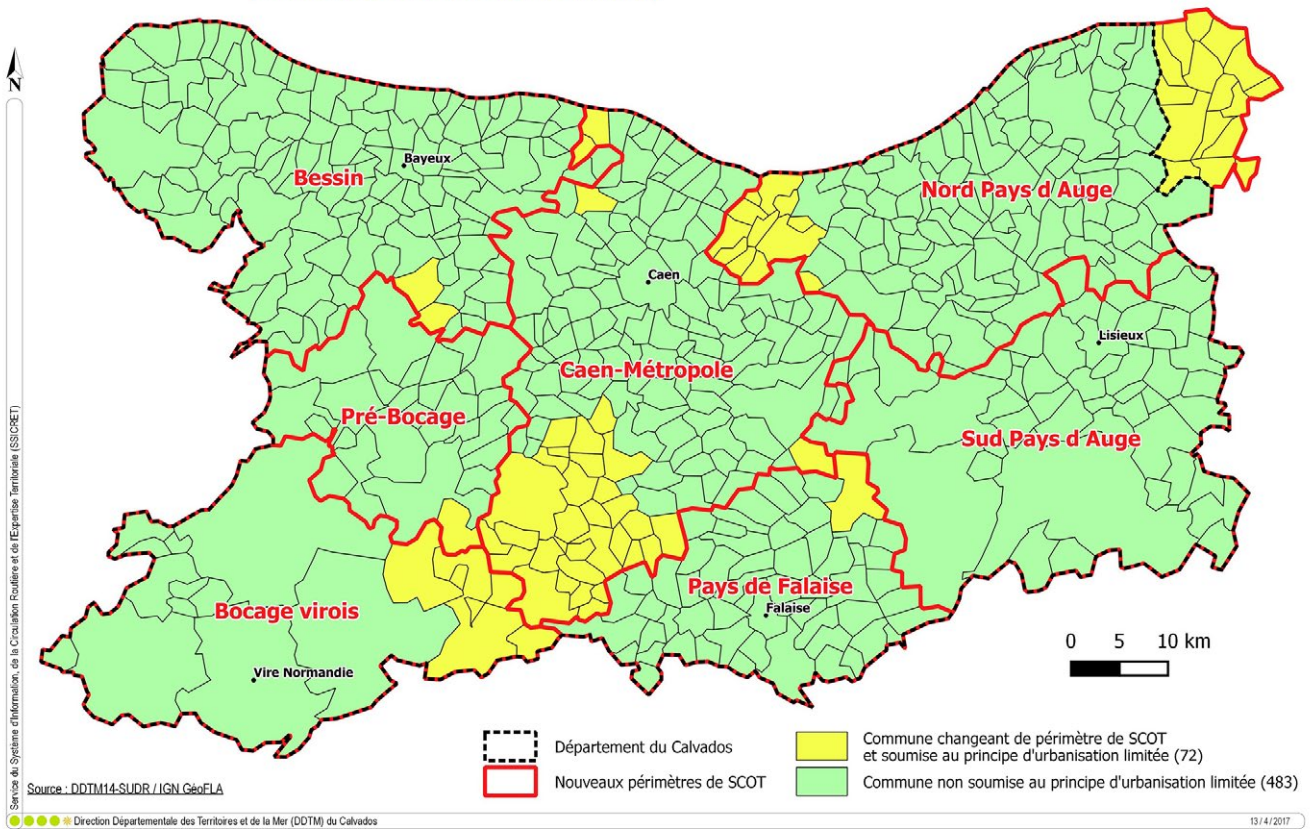 N
Bessin
Bayeux
Nord Pays d Auge
Caen
Lisieux
Caen-Métropole
Pré-Bocage
Sud Pays d Auge
Pays de Falaise
Falaise
Bocage virois
Vire Normandie
0 5 10 km
Département du Calvados
Nouveaux périmètres de SCOT
Commune changeant de périmètre de SCOT
et soumise au principe d'urbanisation limitée (72)
Commune non soumise au principe d'urbanisation limitée (483)
Service du Système d'Information, de la Circulation Routière et de l'Expertise Territoriale (SSICRET)
Source : DDTM14-SUDR / IGN GéoFLA
Direction Départementale des Territoires et de la Mer (DDTM) du Calvados
13/4/2017